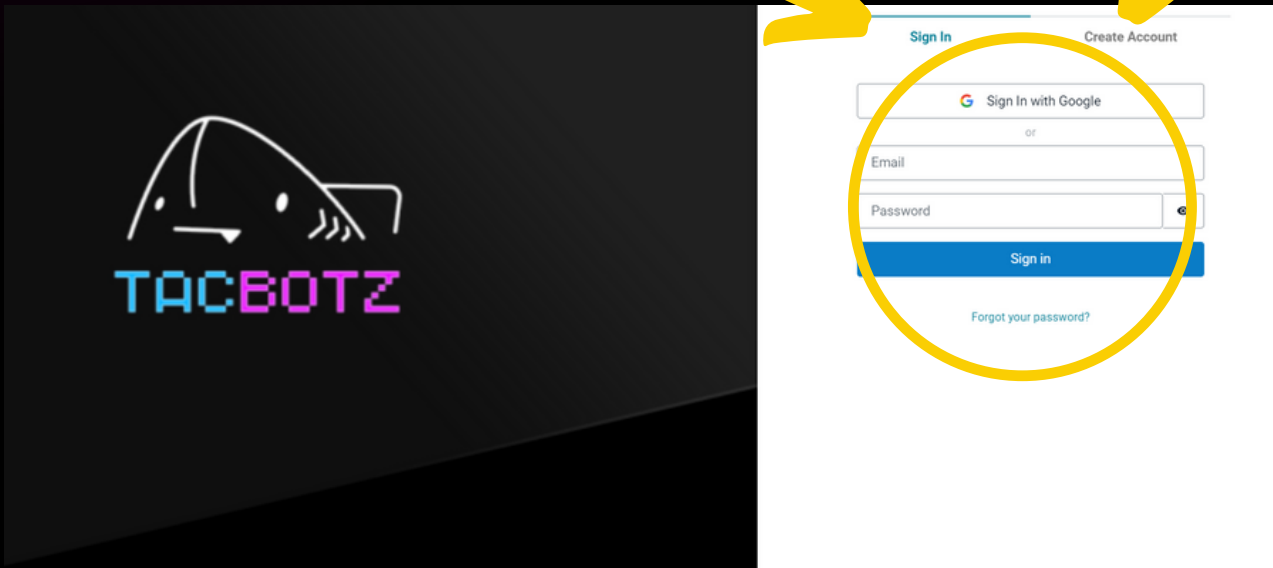 TACBOTZ
Sign In
Create Account
Sign In with Google
or
Email
Password
Sign in
Forgot your password?